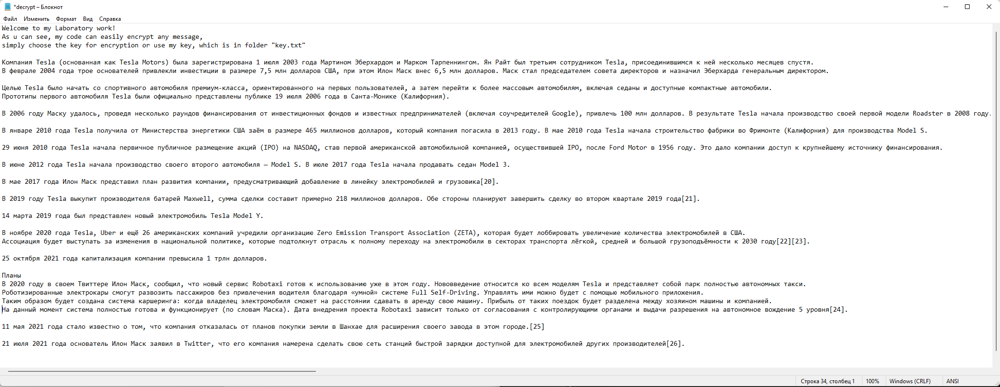 *decrypt – Блокнот
Файл Изменить Формат Вид Справка
Welcome to my Laboratory work!
As u can see, my code can easily encrypt any message,
simply choose the key for encryption or use my key, which is in folder "key.txt"
Компания Tesla (основанная как Tesla Motors) была зарегистрирована 1 июля 2003 года Мартином Эберхардом и Марком Тарпеннингом. Ян Райт был третьим сотрудником Tesla, присоединившимся к ней несколько месяцев спустя.
В феврале 2004 года трое основателей привлекли инвестиции в размере 7,5 млн долларов США, при этом Илон Маск внес 6,5 млн долларов. Маск стал председателем совета директоров и назначил Эберхарда генеральным директором.
Целью Tesla было начать со спортивного автомобиля премиум-класса, ориентированного на первых пользователей, а затем перейти к более массовым автомобилям, включая седаны и доступные компактные автомобили.
Прототипы первого автомобиля Tesla были официально представлены публике 19 июля 2006 года в Санта-Монике (Калифорния).
В 2006 году Маску удалось, проведя несколько раундов финансирования от инвестиционных фондов и известных предпринимателей (включая соучредителей Google), привлечь 100 млн долларов. В результате Tesla начала производство своей первой модели Roadster в 2008 году.
В январе 2010 года Tesla получила от Министерства энергетики США заём в размере 465 миллионов долларов, который компания погасила в 2013 году. В мае 2010 года Tesla начала строительство фабрики во Фримонте (Калифорния) для производства Model S.
29 июня 2010 года Tesla начала первичное публичное размещение акций (IPO) на NASDAQ, став первой американской автомобильной компанией, осуществившей IPO, после Ford Motor в 1956 году. Это дало компании доступ к крупнейшему источнику финансирования.
В июне 2012 года Tesla начала производство своего второго автомобиля — Model S. В июле 2017 года Tesla начала продавать седан Model 3.
В мае 2017 года Илон Маск представил план развития компании, предусматривающий добавление в линейку электромобилей и грузовика[20].
В 2019 году Tesla выкупит производителя батарей Maxwell, сумма сделки составит примерно 218 миллионов долларов. Обе стороны планируют завершить сделку во втором квартале 2019 года[21].
14 марта 2019 года был представлен новый электромобиль Tesla Model Y.
В ноябре 2020 года Tesla, Uber и ещё 26 американских компаний учредили организацию Zero Emission Transport Association (ZETA), которая будет лоббировать увеличение количества электромобилей в США.
Ассоциация будет выступать за изменения в национальной политике, которые подтолкнут отрасль к полному переходу на электромобили в секторах транспорта лёгкой, средней и большой грузоподъёмности к 2030 году[22][23].
25 октября 2021 года капитализация компании превысила 1 трлн долларов.
Планы
В 2020 году в своем Твиттере Илон Маск, сообщил, что новый сервис Robotaxi готов к использованию уже в этом году. Нововведение относится ко всем моделям Tesla и представляет собой парк полностью автономных такси.
Роботизированные электрокары смогут развозить пассажиров без привлечения водителя благодаря «умной» системе Full Self-Driving. Управлять ими можно будет с помощью мобильного приложения.
Таким образом будет создана система каршеринга: когда владелец электромобиля сможет на расстоянии сдавать в аренду свою машину. Прибыль от таких поездок будет разделена между хозяином машины и компанией.
На данный момент система полностью готова и функционирует (по словам Маска). Дата внедрения проекта Robotaxi зависит только от согласования с контролирующими органами и выдачи разрешения на автономное вождение 5 уровня[24].
11 мая 2021 года стало известно о том, что компания отказалась от планов покупки земли в Шанхае для расширения своего завода в этом городе.[25]
21 июля 2021 года основатель Илон Маск заявил в Twitter, что его компания намерена сделать свою сеть станций быстрой зарядки доступной для электромобилей других производителей[26].
Строка 34, столбец 1 100% Windows (CRLF) ANSI